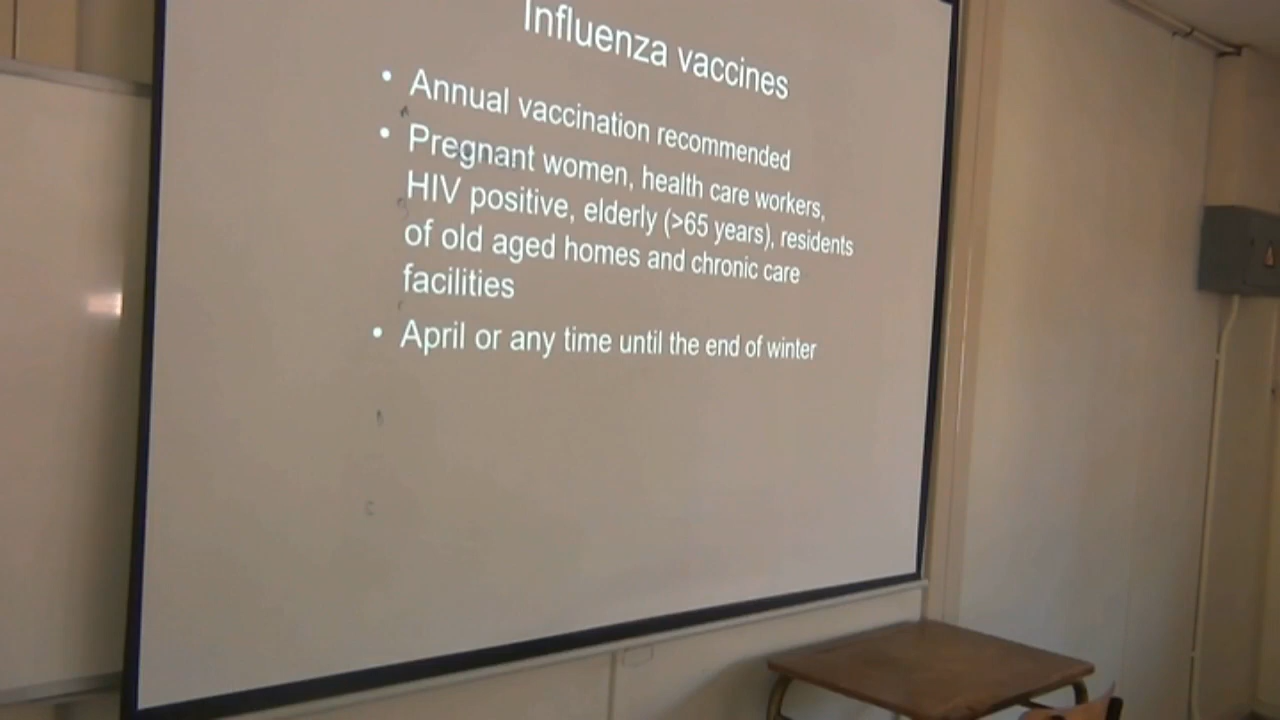 Influenza vaccines
• Annual vaccination recommended
• Pregnant women, health care workers,
HIV positive, elderly (>65 years), residents
of old aged homes and chronic care
facilities
• April or any time until the end of winter